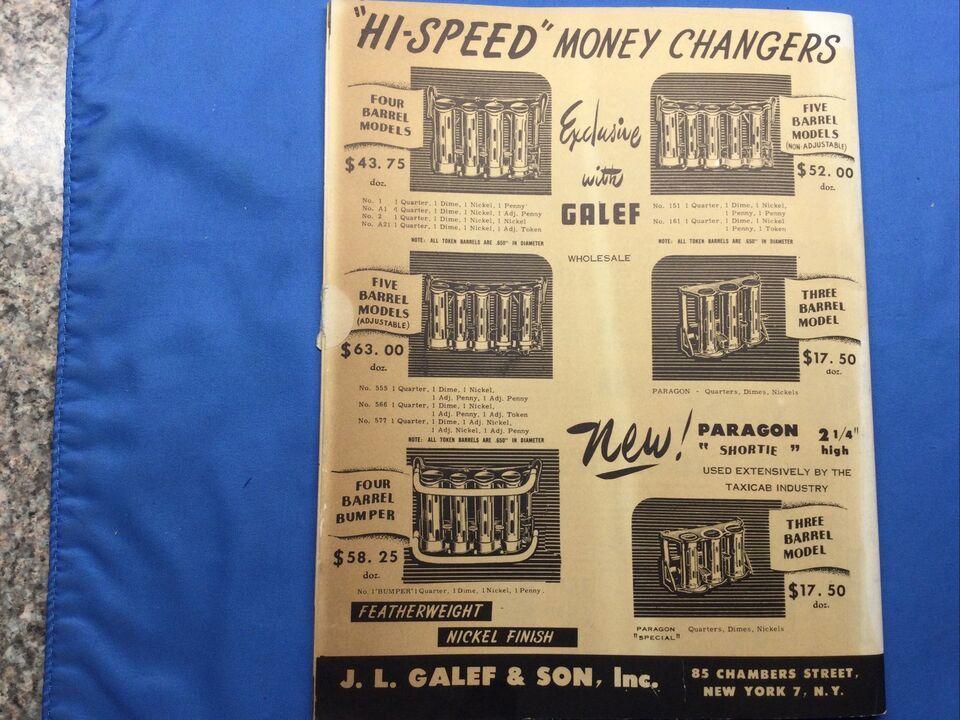 "HI-SPEED" MONEY CHANGERS
FOUR
BARREL
MODELS
$43.75
doz.
No. 1 1 Quarter, 1 Dime, 1 Nickel, 1 Penny
No. A1 4 Quarter, 1 Dime, 1 Nickel, 1 Adj. Penny
No. 2 1 Quarter, 1 Dime, 1 Nickel, 1 Nickel
No. A21 1 Quarter, 1 Dime, 1 Nickel, 1 Adj. Token
NOTE: ALL TOKEN BARRELS ARE .650" IN DIAMETER
Exclusive
with
GALEF
WHOLESALE
FIVE
BARREL
MODELS
(NON-ADJUSTABLE)
$52.00
doz.
No. 151 1 Quarter, 1 Dime, 1 Nickel,
1 Penny, 1 Penny
No. 161 1 Quarter, 1 Dime, 1 Nickel,
1 Penny, 1 Token
NOTE: ALL TOKEN BARRELS ARE .650" IN DIAMETER
FIVE
BARREL
MODELS
(ADJUSTABLE)
$63.00
doz.
No. 555 1 Quarter, 1 Dime, 1 Nickel,
1 Adj. Penny, 1 Adj. Penny
No. 566 1 Quarter, 1 Dime, 1 Nickel,
1 Adj. Penny, 1 Adj. Token
No. 577 1 Quarter, 1 Dime, 1 Adj. Nickel,
1 Adj. Nickel, 1 Adj. Penny
NOTE: ALL TOKEN BARRELS ARE .650" IN DIAMETER
THREE
BARREL
MODEL
$17.50
doz.
PARAGON - Quarters, Dimes, Nickels
New! PARAGON 2 1/4"
"SHORTIE" high
USED EXTENSIVELY BY THE
TAXICAB INDUSTRY
FOUR
BARREL
BUMPER
$58.25
doz.
No. 1 "BUMPER" 1 Quarter, 1 Dime, 1 Nickel, 1 Penny.
THREE
BARREL
MODEL
$17.50
doz.
PARAGON Quarters, Dimes, Nickels
"SPECIAL"
FEATHERWEIGHT
NICKEL FINISH
J. L. GALEF & SON, Inc.
85 CHAMBERS STREET,
NEW YORK 7, N.Y.